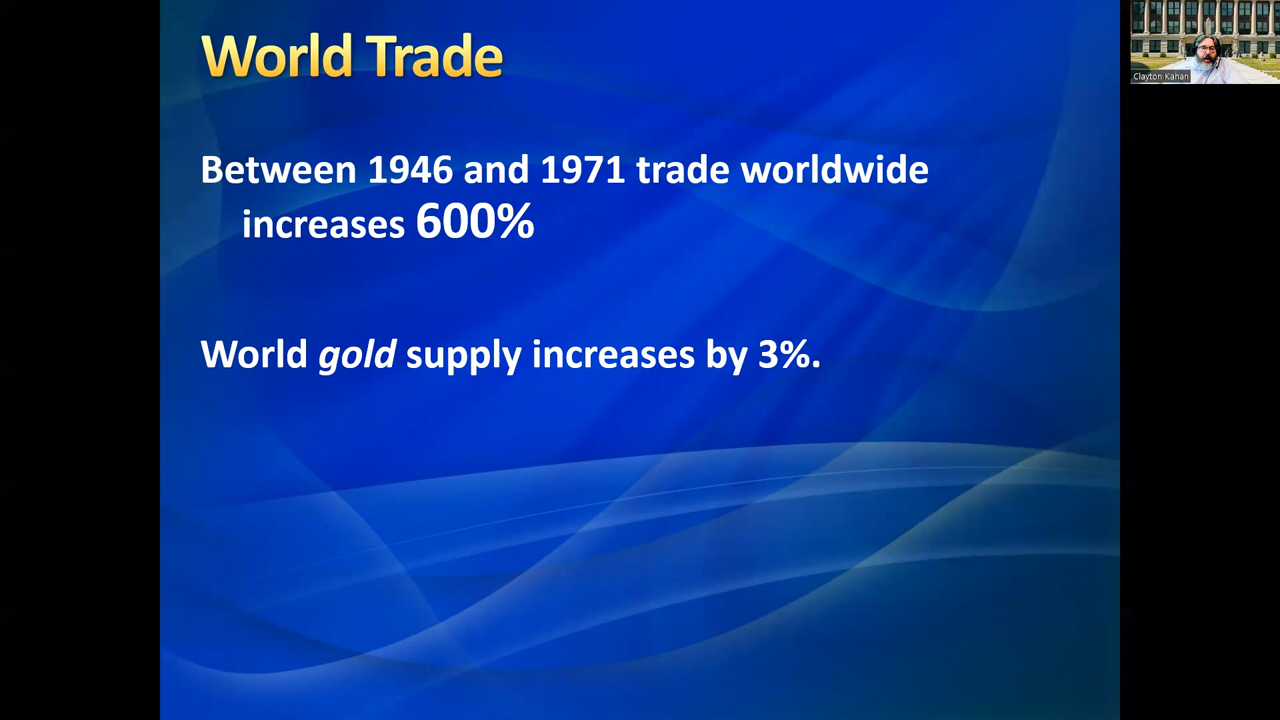 World Trade
Between 1946 and 1971 trade worldwide
increases 600%
World gold supply increases by 3%.
Clayton Kahan